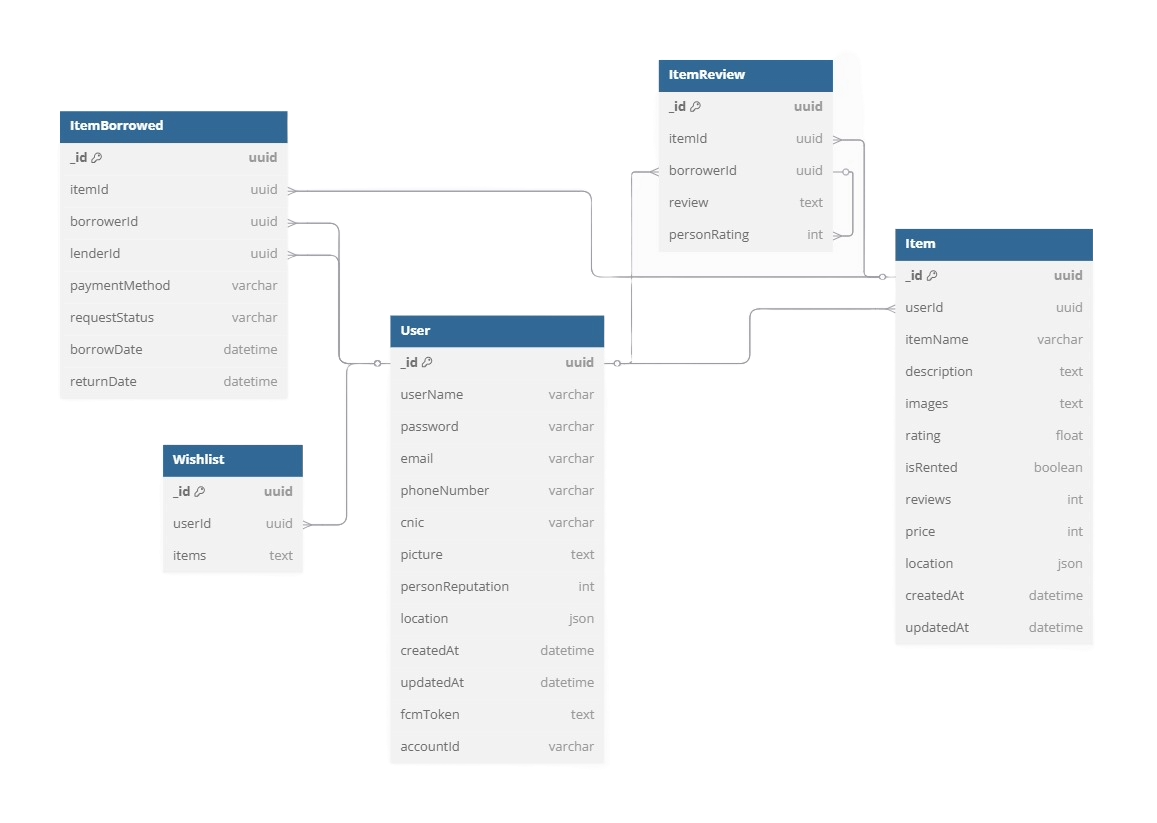 ItemBorrowed
_id uuid
itemId uuid
borrowerId uuid
lenderId uuid
paymentMethod varchar
requestStatus varchar
borrowDate datetime
returnDate datetime
ItemReview
_id uuid
itemId uuid
borrowerId uuid
review text
personRating int
Item
_id uuid
userId uuid
itemName varchar
description text
images text
rating float
isRented boolean
reviews int
price int
location json
createdAt datetime
updatedAt datetime
User
_id uuid
userName varchar
password varchar
email varchar
phoneNumber varchar
cnic varchar
picture text
personReputation int
location json
createdAt datetime
updatedAt datetime
fcmToken text
accountId varchar
Wishlist
_id uuid
userId uuid
items text